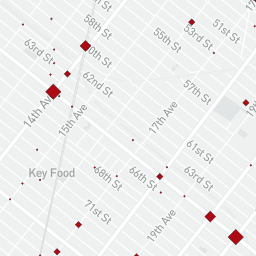 58th St
51st St
55th St
53rd St
63rd St
60th St
62nd St
57th St
14th Ave
15th Ave
17th Ave
61st St
Key Food
68th St
66th St
63rd St
71st St
19th Ave